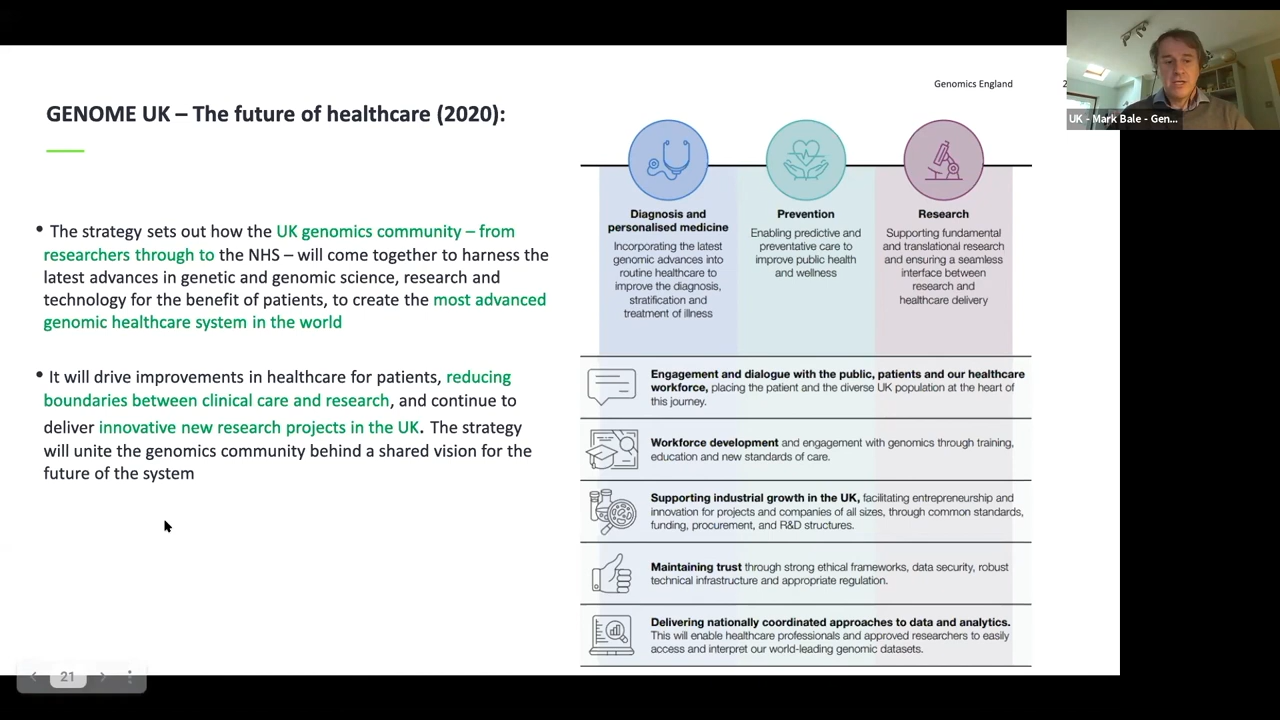 Genomics England
2
UK - Mark Bale - Gen...
GENOME UK – The future of healthcare (2020):
• The strategy sets out how the UK genomics community – from
researchers through to the NHS – will come together to harness the
latest advances in genetic and genomic science, research and
technology for the benefit of patients, to create the most advanced
genomic healthcare system in the world
• It will drive improvements in healthcare for patients, reducing
boundaries between clinical care and research, and continue to
deliver innovative new research projects in the UK. The strategy
will unite the genomics community behind a shared vision for the
future of the system
Diagnosis and
personalised medicine
Incorporating the latest
genomic advances into
routine healthcare to
improve the diagnosis,
stratification and
treatment of illness
Prevention
Enabling predictive and
preventative care to
improve public health
and wellness
Research
Supporting fundamental
and translational research
and ensuring a seamless
interface between
research and
healthcare delivery
Engagement and dialogue with the public, patients and our healthcare
workforce, placing the patient and the diverse UK population at the heart of
this journey.
Workforce development and engagement with genomics through training,
education and new standards of care.
Supporting industrial growth in the UK, facilitating entrepreneurship and
innovation for projects and companies of all sizes, through common standards,
funding, procurement, and R&D structures.
Maintaining trust through strong ethical frameworks, data security, robust
technical infrastructure and appropriate regulation.
Delivering nationally coordinated approaches to data and analytics.
This will enable healthcare professionals and approved researchers to easily
access and interpret our world-leading genomic datasets.
21